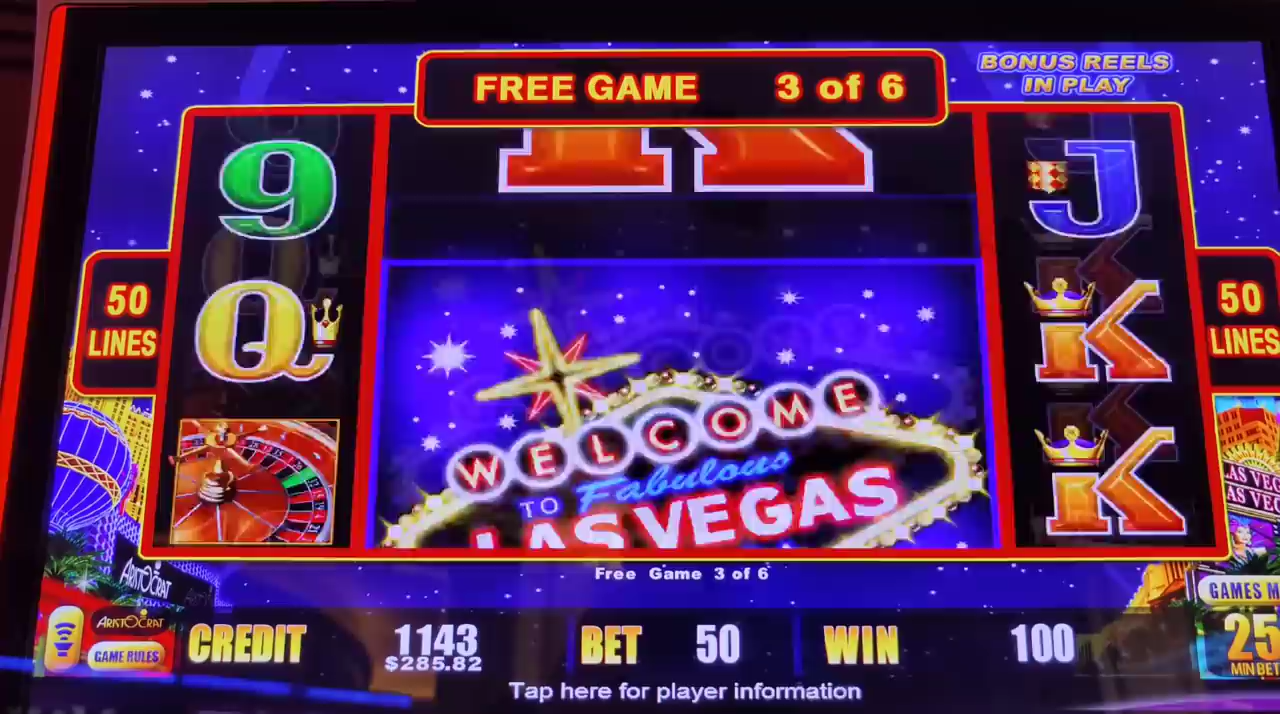 FREE GAME 3 of 6
BONUS REELS
IN PLAY
9
J
50
LINES
Q
K
50
LINES
WELCOME
TO Fabulous
LAS VEGAS
K
ARISTOCRAT
Free Game 3 of 6
ARISTOCRAT
GAME RULES
CREDIT 1143
$285.82
BET 50
WIN 100
GAMES M
25
MIN BET
Tap here for player information